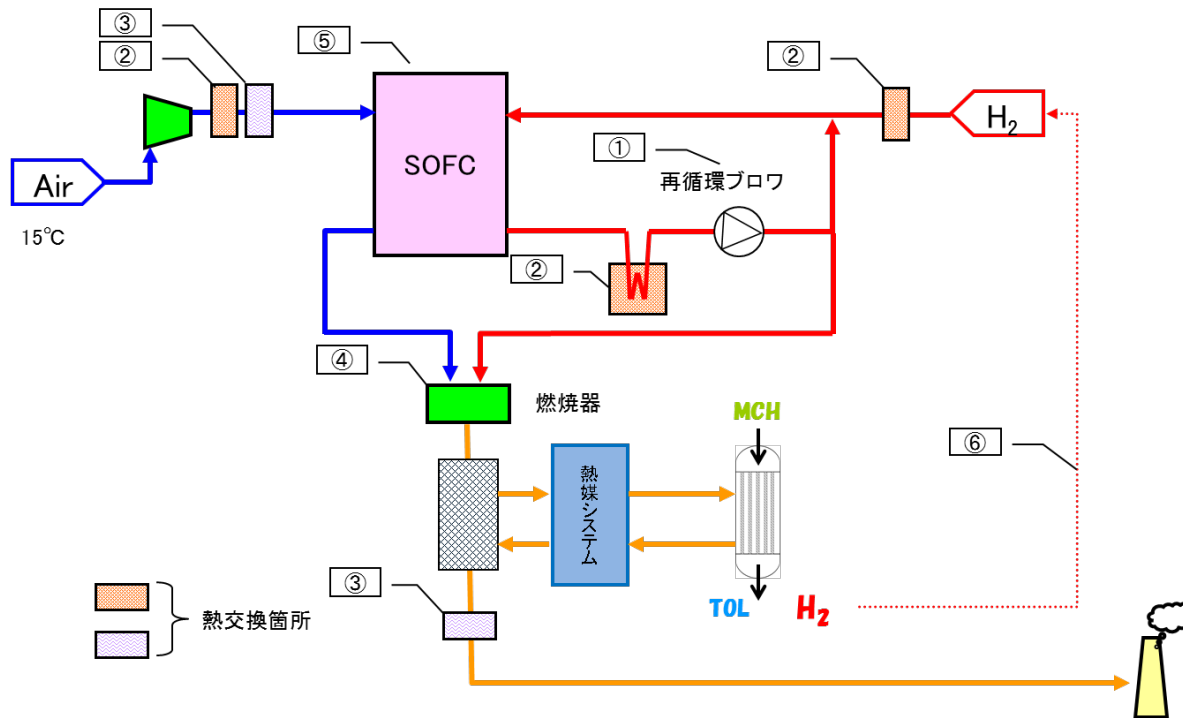 ③
②
⑤
②
H₂
①
再循環ブロワ
SOFC
Air
15℃
②
④
燃焼器
MCH
⑥
熱媒システム
③
熱交換箇所
TOL
H₂